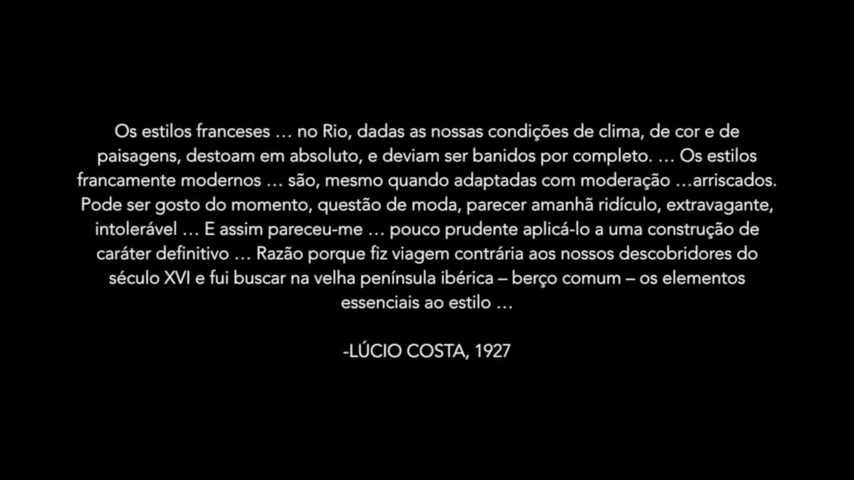 Os estilos franceses … no Rio, dadas as nossas condições de clima, de cor e de
paisagens, destoam em absoluto, e deviam ser banidos por completo. … Os estilos
francamente modernos … são, mesmo quando adaptadas com moderação …arriscados.
Pode ser gosto do momento, questão de moda, parecer amanhã ridículo, extravagante,
intolerável … E assim pareceu-me … pouco prudente aplicá-lo a uma construção de
caráter definitivo … Razão porque fiz viagem contrária aos nossos descobridores do
século XVI e fui buscar na velha península ibérica – berço comum – os elementos
essenciais ao estilo …
-LÚCIO COSTA, 1927